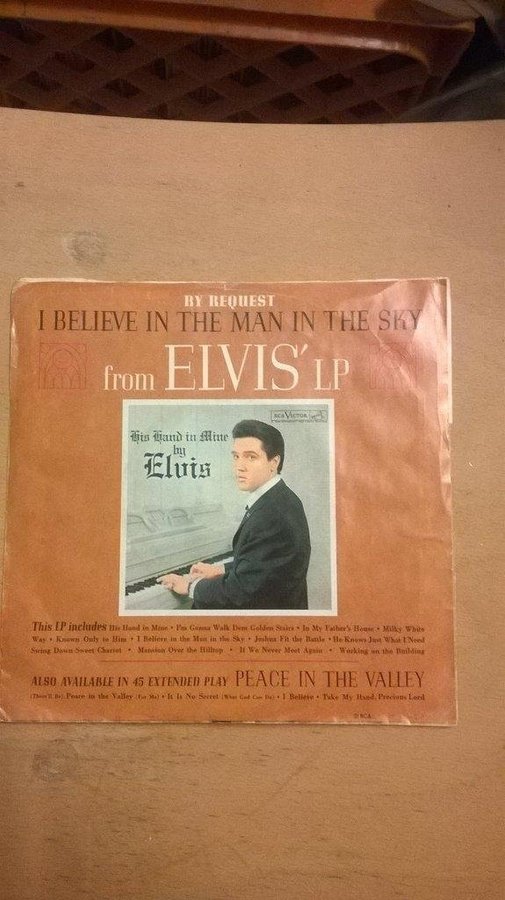 BY REQUEST
I BELIEVE IN THE MAN IN THE SKY
from ELVIS' LP
RCA VICTOR
His Hand in Mine
by
Elvis
This LP includes His Hand in Mine • I'm Gonna Walk Dem Golden Stairs • In My Father's House • Milky White
Way • Known Only to Him • I Believe in the Man in the Sky • Joshua Fit the Battle • He Knows Just What I Need
Swing Down Sweet Chariot • Mansion Over the Hilltop • If We Never Meet Again • Working on the Building
ALSO AVAILABLE IN 45 EXTENDED PLAY PEACE IN THE VALLEY
(There'll Be) Peace in the Valley (For Me) • It Is No Secret (What God Can Do) • I Believe • Take My Hand, Precious Lord
© RCA